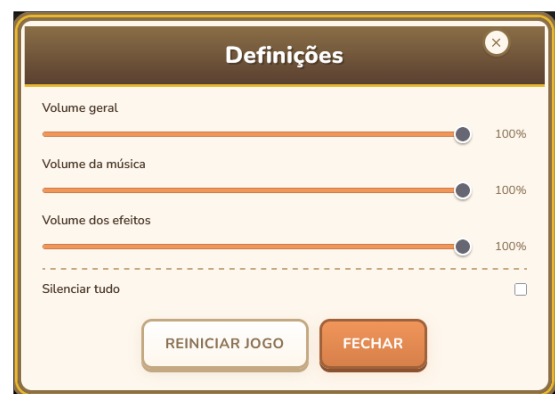 Definições
×
Volume geral
100%
Volume da música
100%
Volume dos efeitos
100%
Silenciar tudo
REINICIAR JOGO
FECHAR